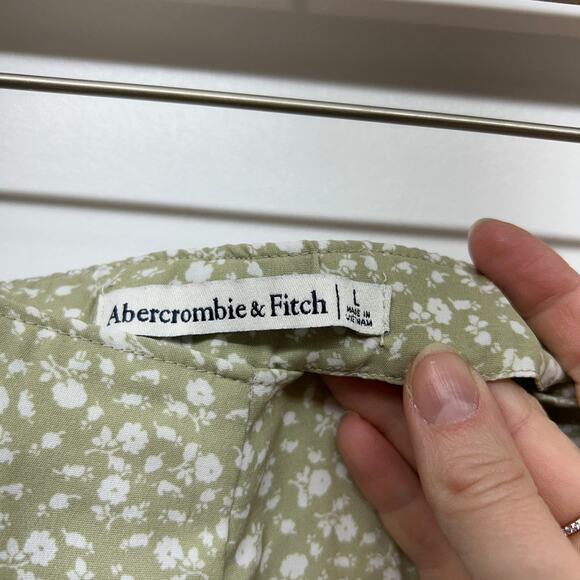 Abercrombie & Fitch
L
MADE IN
VIETNAM